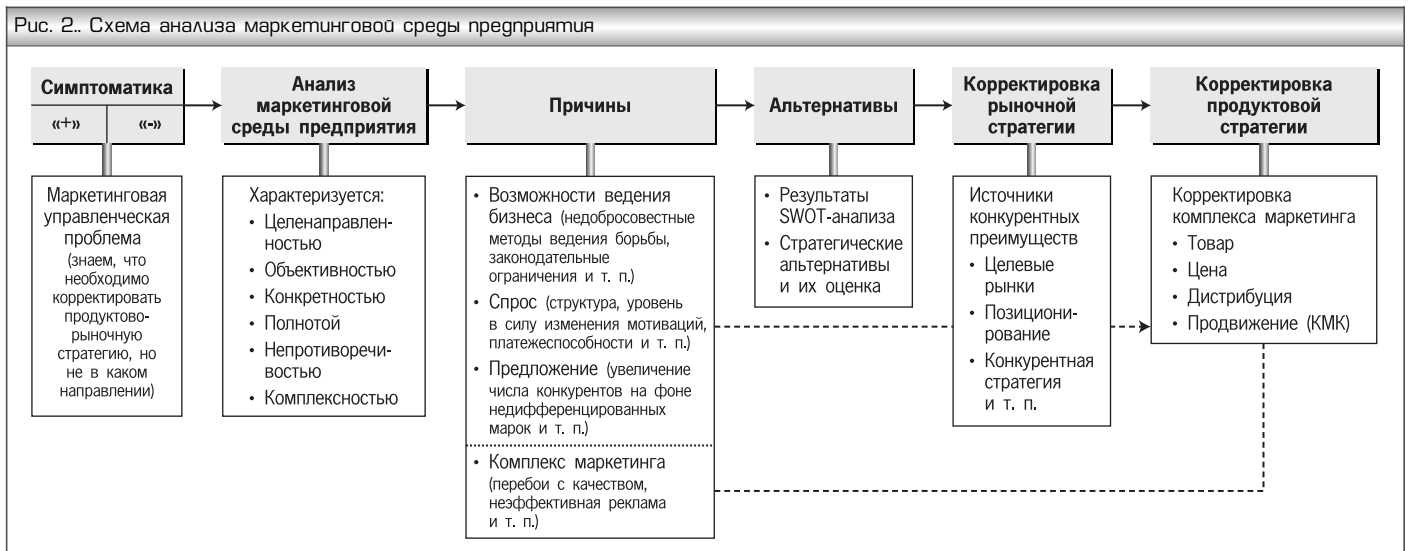 Рис. 2.. Схема анализа маркетинговой среды предприятия
Симптоматика
«+»
«-»
Анализ
маркетинговой
среды предприятия
Причины
Альтернативы
Корректировка
рыночной
стратегии
Корректировка
продуктовой
стратегии
Маркетинговая
управленческая
проблема
(знаем, что
необходимо
корректировать
продуктово-
рыночную
стратегию, но
не в каком
направлении)
Характеризуется:
• Целенаправлен-
ностью
• Объективностью
• Конкретностью
• Полнотой
• Непротиворечи-
востью
• Комплексностью
• Возможности ведения
бизнеса (недобросовестные
методы ведения борьбы,
законодательные
ограничения и т. п.)
• Спрос (структура, уровень
в силу изменения мотиваций,
платежеспособности и т. п.)
• Предложение (увеличение
числа конкурентов на фоне
недифференцированных
марок и т. п.)
• Комплекс маркетинга
(перебои с качеством,
неэффективная реклама
и т. п.)
• Результаты
SWOT-анализа
• Стратегические
альтернативы
и их оценка
Источники
конкурентных
преимуществ
• Целевые
рынки
• Позициони-
рование
• Конкурентная
стратегия
и т. п.
Корректировка
комплекса маркетинга
• Товар
• Цена
• Дистрибуция
• Продвижение (КМК)